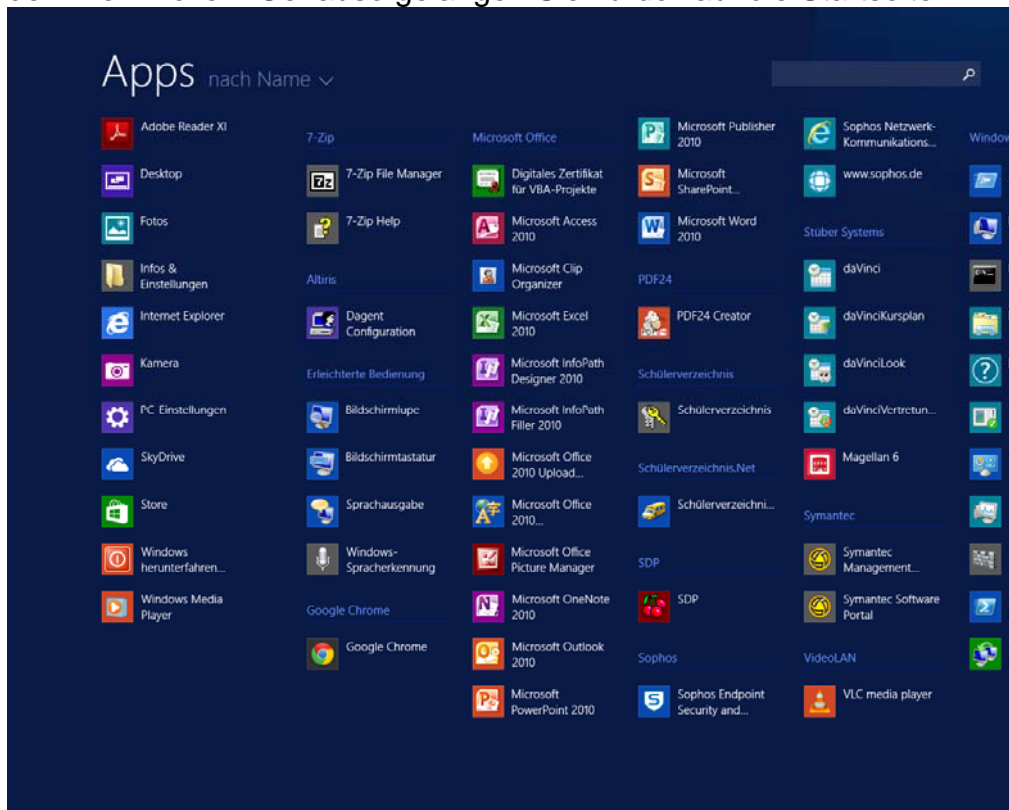 gelangen Sie auf die Startseite
Apps nach Name
Adobe Reader XI
Desktop
Fotos
Infos &
Einstellungen
Internet Explorer
Kamera
PC Einstellungen
SkyDrive
Store
Windows
herunterfahren...
Windows Media
Player
7-Zip
7-Zip File Manager
7-Zip Help
Altiris
Dagent
Configuration
Erleichterte Bedienung
Bildschirmlupe
Bildschirmtastatur
Sprachausgabe
Windows-
Spracherkennung
Google Chrome
Google Chrome
Microsoft Office
Digitales Zertifikat
für VBA-Projekte
Microsoft Access
2010
Microsoft Clip
Organizer
Microsoft Excel
2010
Microsoft InfoPath
Designer 2010
Microsoft InfoPath
Filler 2010
Microsoft Office
2010 Upload...
Microsoft Office
2010...
Microsoft Office
Picture Manager
Microsoft OneNote
2010
Microsoft Outlook
2010
Microsoft
PowerPoint 2010
Microsoft Publisher
2010
Microsoft
SharePoint...
Microsoft Word
2010
PDF24
PDF24 Creator
Schülerverzeichnis
Schülerverzeichnis
Schülerverzeichnis.Net
Schülerverzeichni...
SDP
SDP
Sophos
Sophos Endpoint
Security and...
Sophos Netzwerk-
Kommunikations...
www.sophos.de
Stüber Systems
daVinci
daVinciKursplan
daVinciLook
daVinciVertretun...
Magellan 6
Symantec
Symantec
Management...
Symantec Software
Portal
VideoLAN
VLC media player
Window